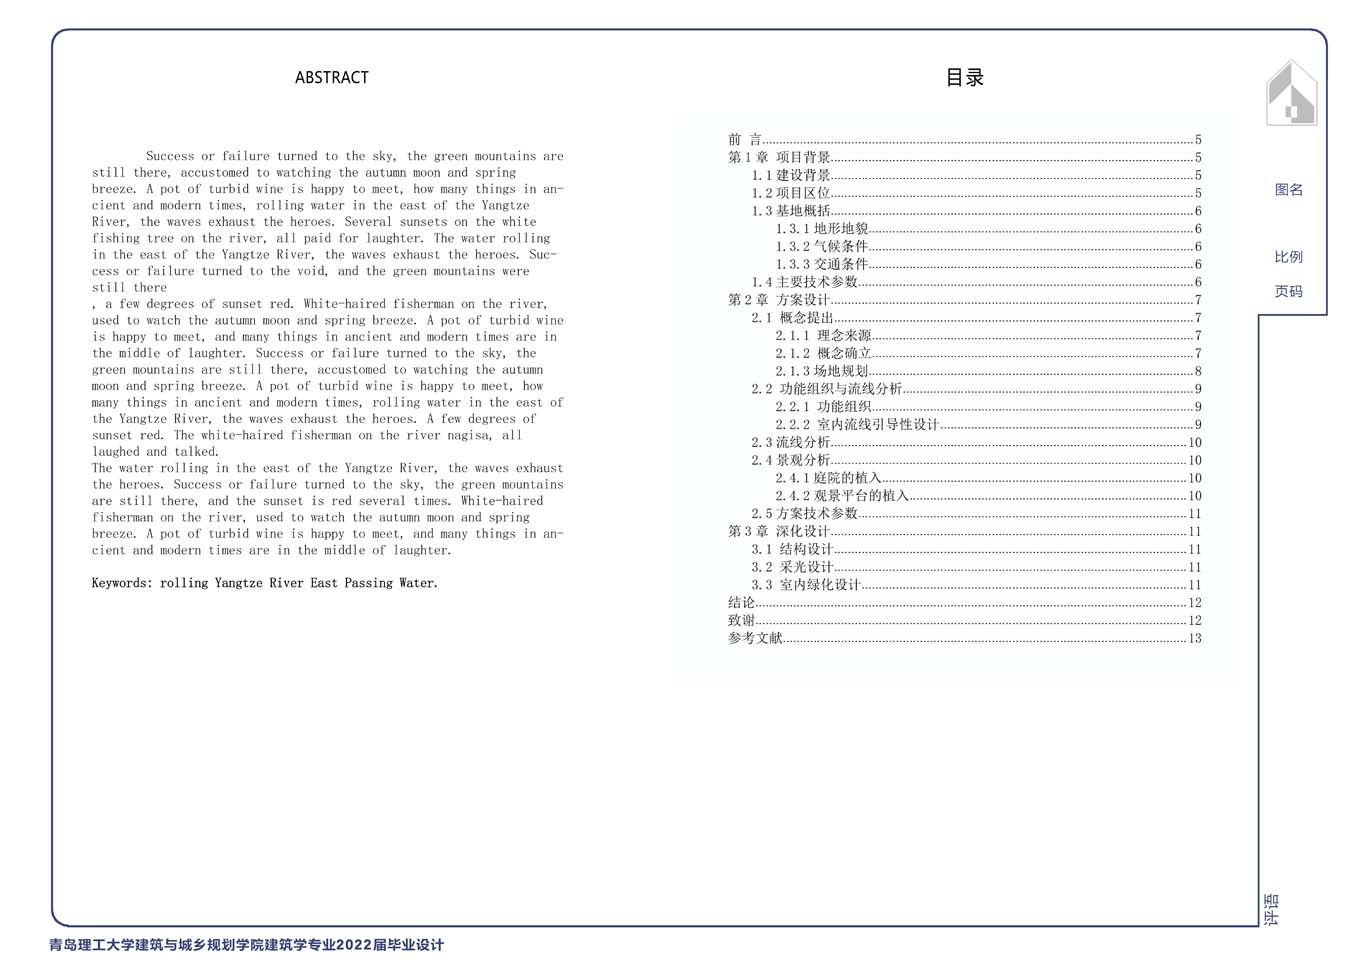 ABSTRACT
Success or failure turned to the sky, the green mountains are
still there, accustomed to watching the autumn moon and spring
breeze. A pot of turbid wine is happy to meet, how many things in an-
cient and modern times, rolling water in the east of the Yangtze
River, the waves exhaust the heroes. Several sunsets on the white
fishing tree on the river, all paid for laughter. The water rolling
in the east of the Yangtze River, the waves exhaust the heroes. Suc-
cess or failure turned to the void, and the green mountains were
still there
, a few degrees of sunset red. White-haired fisherman on the river,
used to watch the autumn moon and spring breeze. A pot of turbid wine
is happy to meet, and many things in ancient and modern times are in
the middle of laughter. Success or failure turned to the sky, the
green mountains are still there, accustomed to watching the autumn
moon and spring breeze. A pot of turbid wine is happy to meet, how
many things in ancient and modern times, rolling water in the east of
the Yangtze River, the waves exhaust the heroes. A few degrees of
sunset red. The white-haired fisherman on the river nagisa, all
laughed and talked.
The water rolling in the east of the Yangtze River, the waves exhaust
the heroes. Success or failure turned to the sky, the green mountains
are still there, and the sunset is red several times. White-haired
fisherman on the river, used to watch the autumn moon and spring
breeze. A pot of turbid wine is happy to meet, and many things in an-
cient and modern times are in the middle of laughter.
Keywords: rolling Yangtze River East Passing Water.
目录
前 言........5
第 1 章 项目背景........5
1.1 建设背景........5
1.2 项目区位........5
1.3 基地概括........6
1.3.1 地形地貌........6
1.3.2 气候条件........6
1.3.3 交通条件........6
1.4 主要技术参数........6
第 2 章 方案设计........7
2.1 概念提出........7
2.1.1 理念来源........7
2.1.2 概念确立........7
2.1.3 场地规划........8
2.2 功能组织与流线分析........9
2.2.1 功能组织........9
2.2.2 室内流线引导性设计........9
2.3 流线分析........10
2.4 景观分析........10
2.4.1 庭院的植入........10
2.4.2 观景平台的植入........10
2.5 方案技术参数........11
第 3 章 深化设计........11
3.1 结构设计........11
3.2 采光设计........11
3.3 室内绿化设计........11
结论........12
致谢........12
参考文献........13
图名
比例
页码
评语
青岛理工大学建筑与城乡规划学院建筑学专业2022届毕业设计